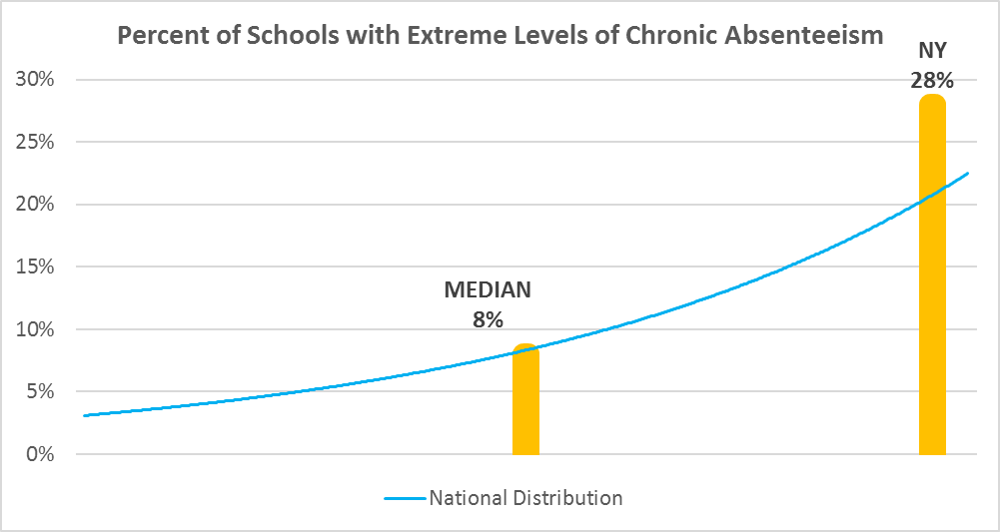 Percent of Schools with Extreme Levels of Chronic Absenteeism
NY
28%
30%
25%
20%
15%
MEDIAN
8%
10%
5%
0%
National Distribution